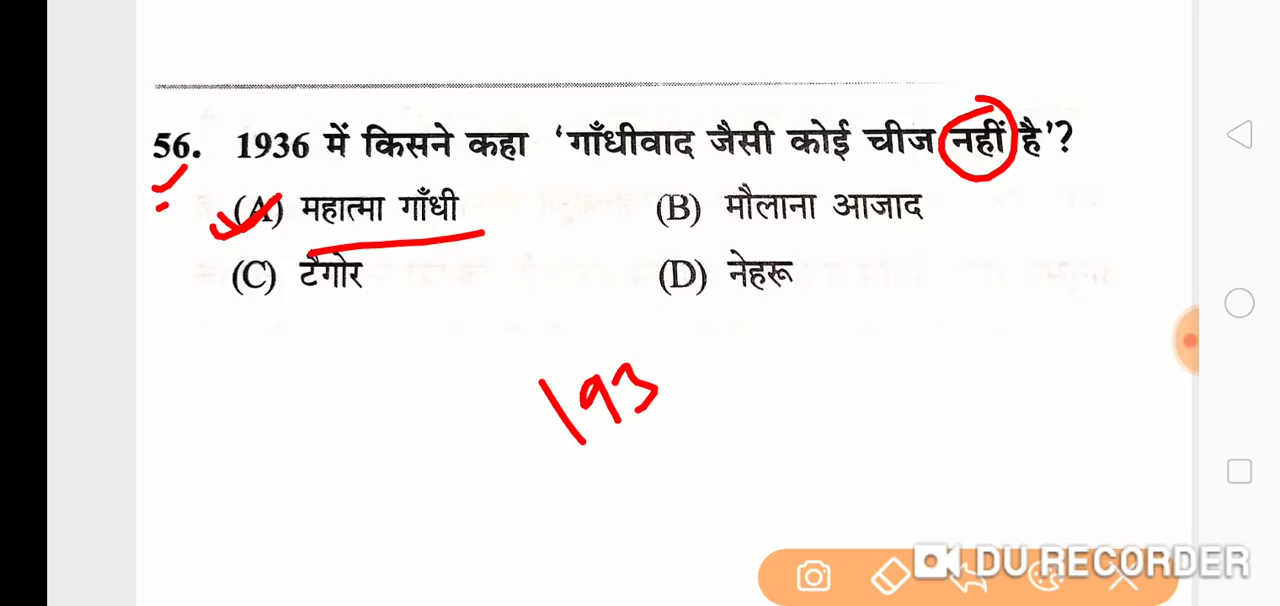 56. 1936 में किसने कहा ‘गाँधीवाद जैसी कोई चीज नहीं है’?
(A) महात्मा गाँधी (B) मौलाना आजाद
(C) टैगोर (D) नेहरू
193
DU RECORDER